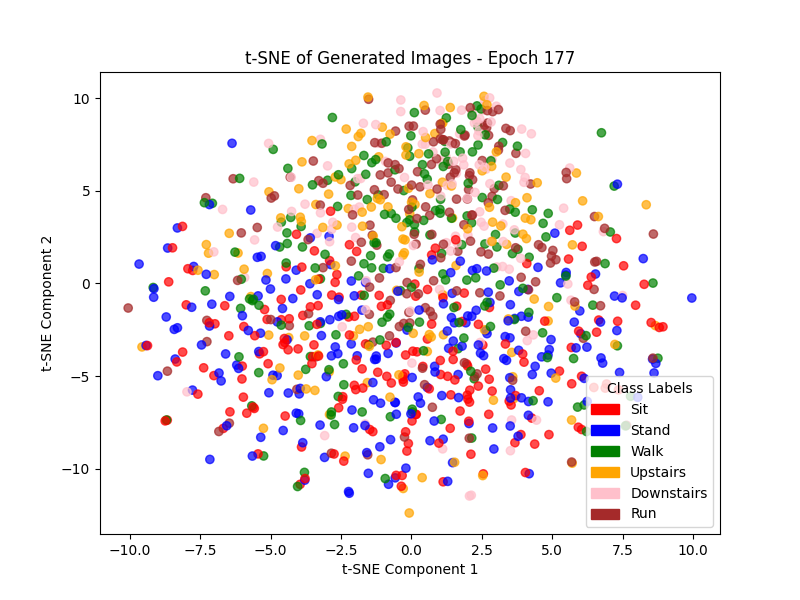 t-SNE of Generated Images - Epoch 177
t-SNE Component 2
10
5
0
−5
−10
Class Labels
Sit
Stand
Walk
Upstairs
Downstairs
Run
−10.0 −7.5 −5.0 −2.5 0.0 2.5 5.0 7.5 10.0
t-SNE Component 1